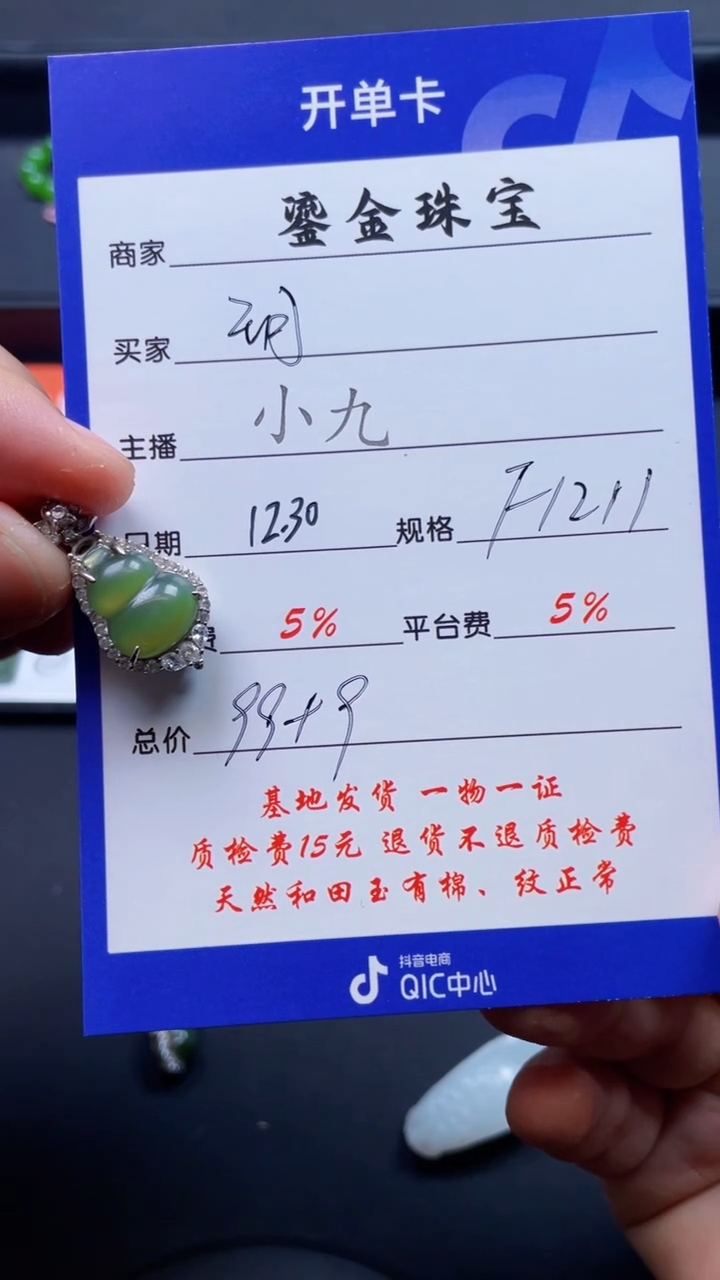 开单卡
商家 鎏金珠宝
买家
主播 小九
日期 12.30 规格 F1211
费 5% 平台费 5%
总价 99+9
基地发货 一物一证
质检费15元 退货不退质检费
天然和田玉有棉、纹正常
抖音电商
QIC中心